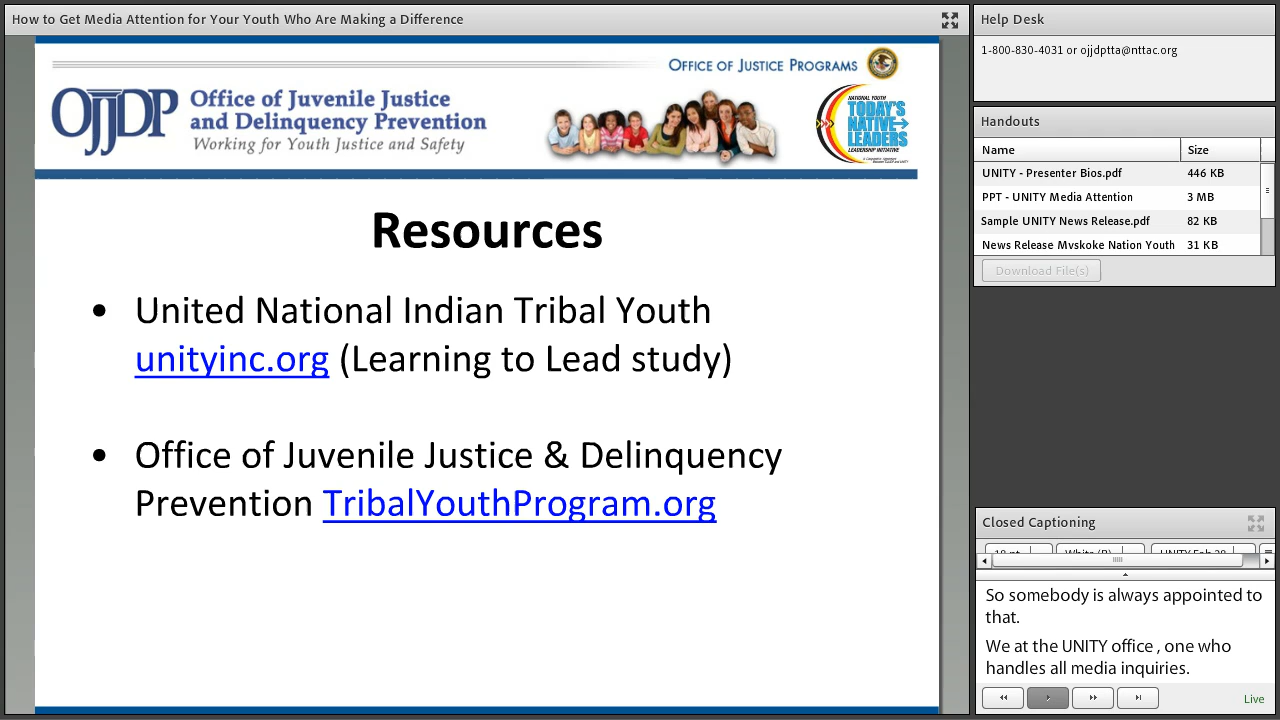 How to Get Media Attention for Your Youth Who Are Making a Difference
OFFICE OF JUSTICE PROGRAMS
OJJDP
Office of Juvenile Justice
and Delinquency Prevention
Working for Youth Justice and Safety
NATIONAL YOUTH
TODAY'S
NATIVE
LEADERS
LEADERSHIP INITIATIVE
Resources
• United National Indian Tribal Youth
unityinc.org (Learning to Lead study)
• Office of Juvenile Justice & Delinquency
Prevention TribalYouthProgram.org
Help Desk
1-800-830-4031 or ojjdptta@nttac.org
Handouts
Name Size
UNITY - Presenter Bios.pdf 446 KB
PPT - UNITY Media Attention 3 MB
Sample UNITY News Release.pdf 82 KB
News Release Mvskoke Nation Youth 31 KB
Download File(s)
Closed Captioning
So somebody is always appointed to
that.
We at the UNITY office , one who
handles all media inquiries.
Live